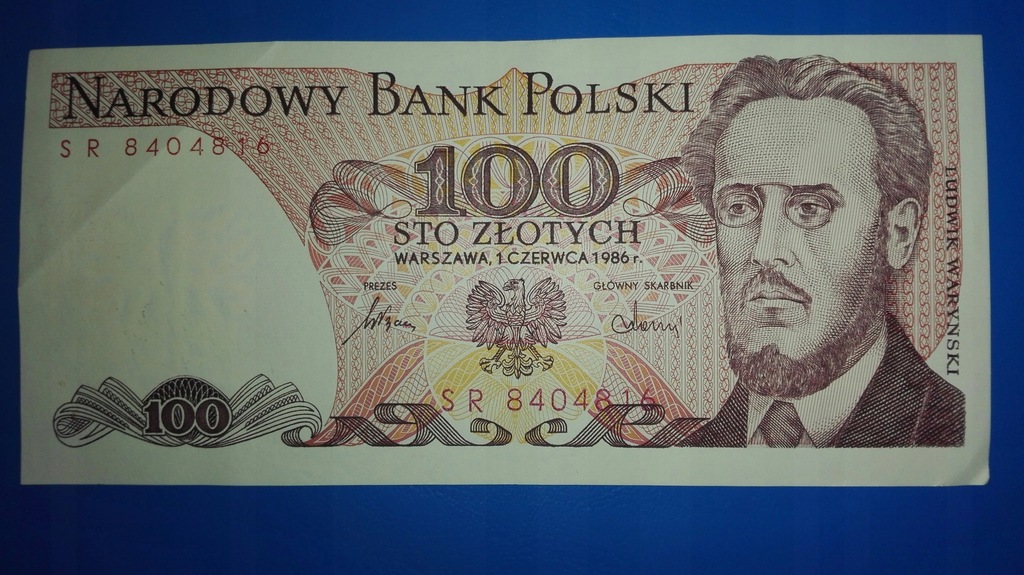 NARODOWY BANK POLSKI
SR 8404816
100
STO ZŁOTYCH
WARSZAWA, 1 CZERWCA 1986 r.
PREZES
GŁÓWNY SKARBNIK
LUDWIK WARYŃSKI
SR 8404816
100